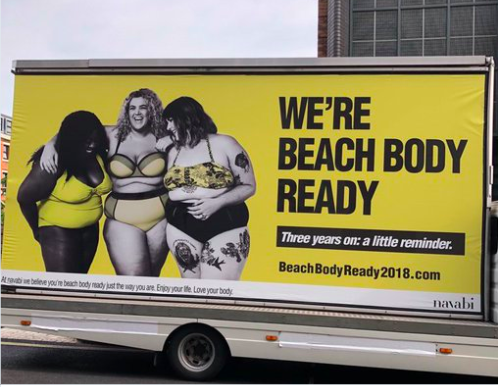 WE'RE
BEACH BODY
READY
Three years on: a little reminder.
BeachBodyReady2018.com
At navabi we believe you're beach body ready just the way you are. Enjoy your life. Love your body.
navabi